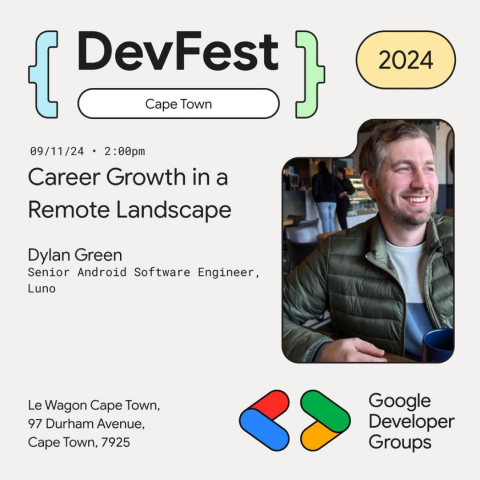 DevFest
2024
Cape Town
09/11/24 • 2:00pm
Career Growth in a
Remote Landscape
Dylan Green
Senior Android Software Engineer,
Luno
Le Wagon Cape Town,
97 Durham Avenue,
Cape Town, 7925
Google
Developer
Groups